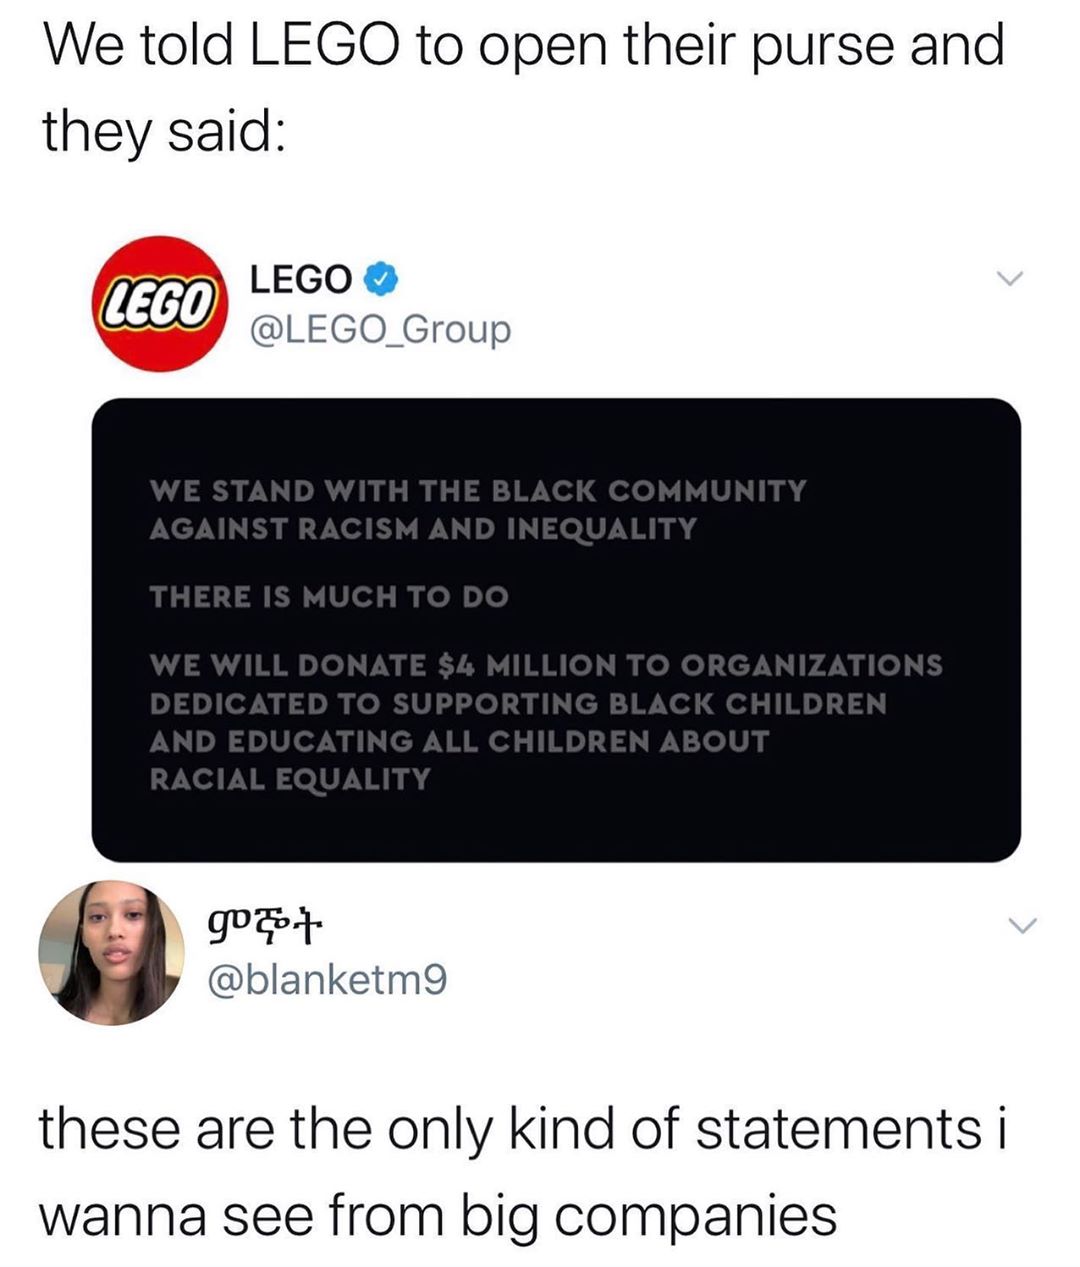 We told LEGO to open their purse and
they said:
LEGO
LEGO
@LEGO_Group
WE STAND WITH THE BLACK COMMUNITY
AGAINST RACISM AND INEQUALITY
THERE IS MUCH TO DO
WE WILL DONATE $4 MILLION TO ORGANIZATIONS
DEDICATED TO SUPPORTING BLACK CHILDREN
AND EDUCATING ALL CHILDREN ABOUT
RACIAL EQUALITY
ምኞት
@blanketm9
these are the only kind of statements i
wanna see from big companies